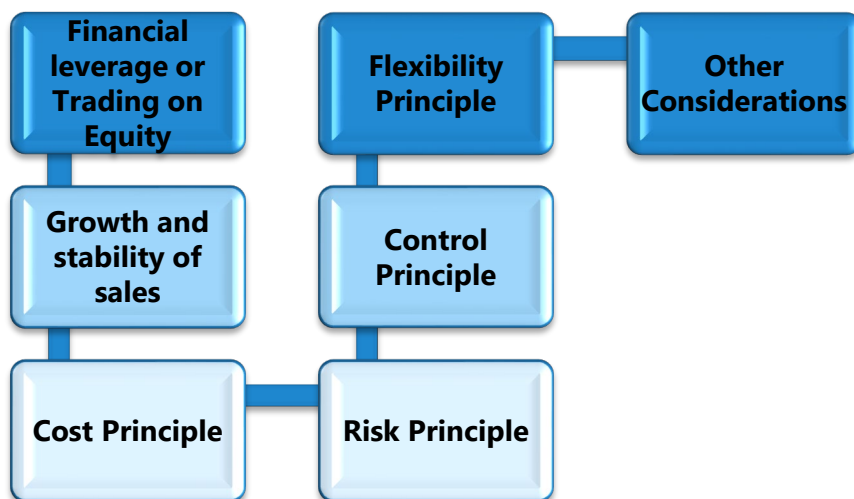 Financial
leverage or
Trading on
Equity
Growth and
stability of
sales
Cost Principle
Risk Principle
Control
Principle
Flexibility
Principle
Other
Considerations